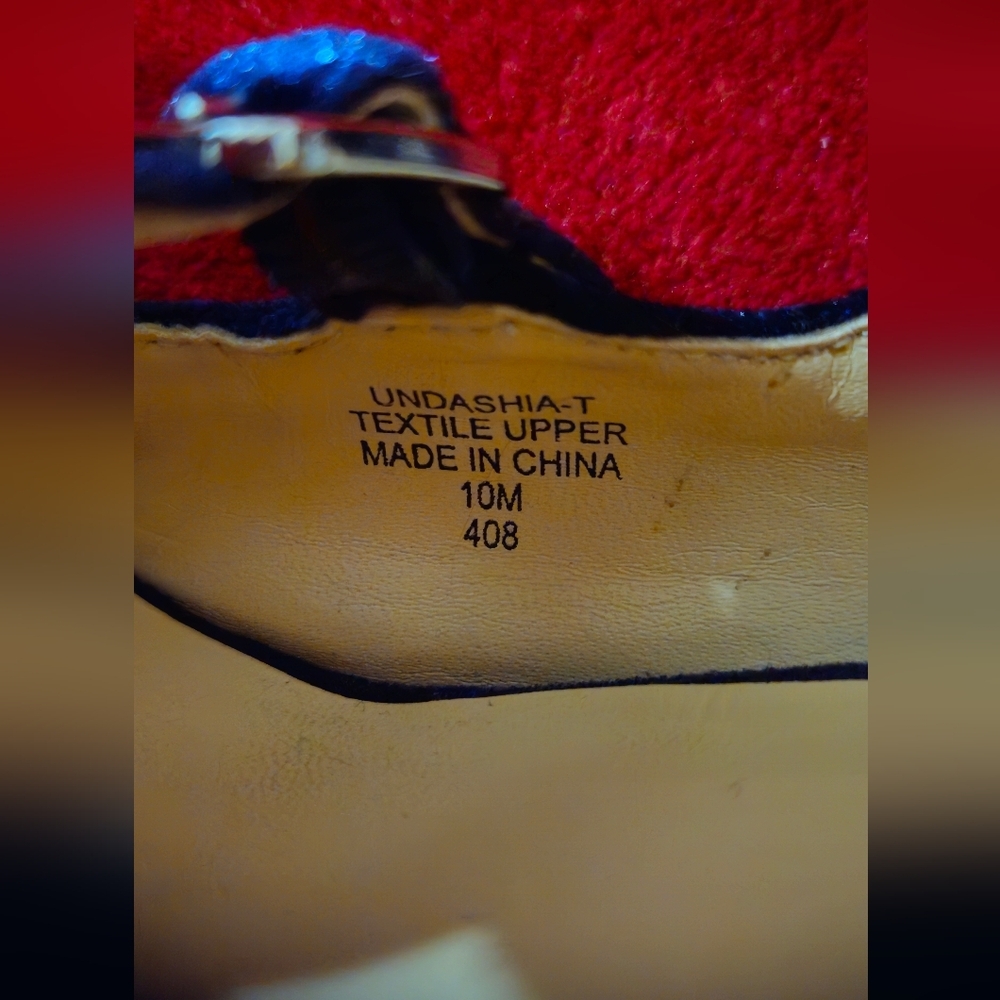 UNDASHIA-T
TEXTILE UPPER
MADE IN CHINA
10M
408